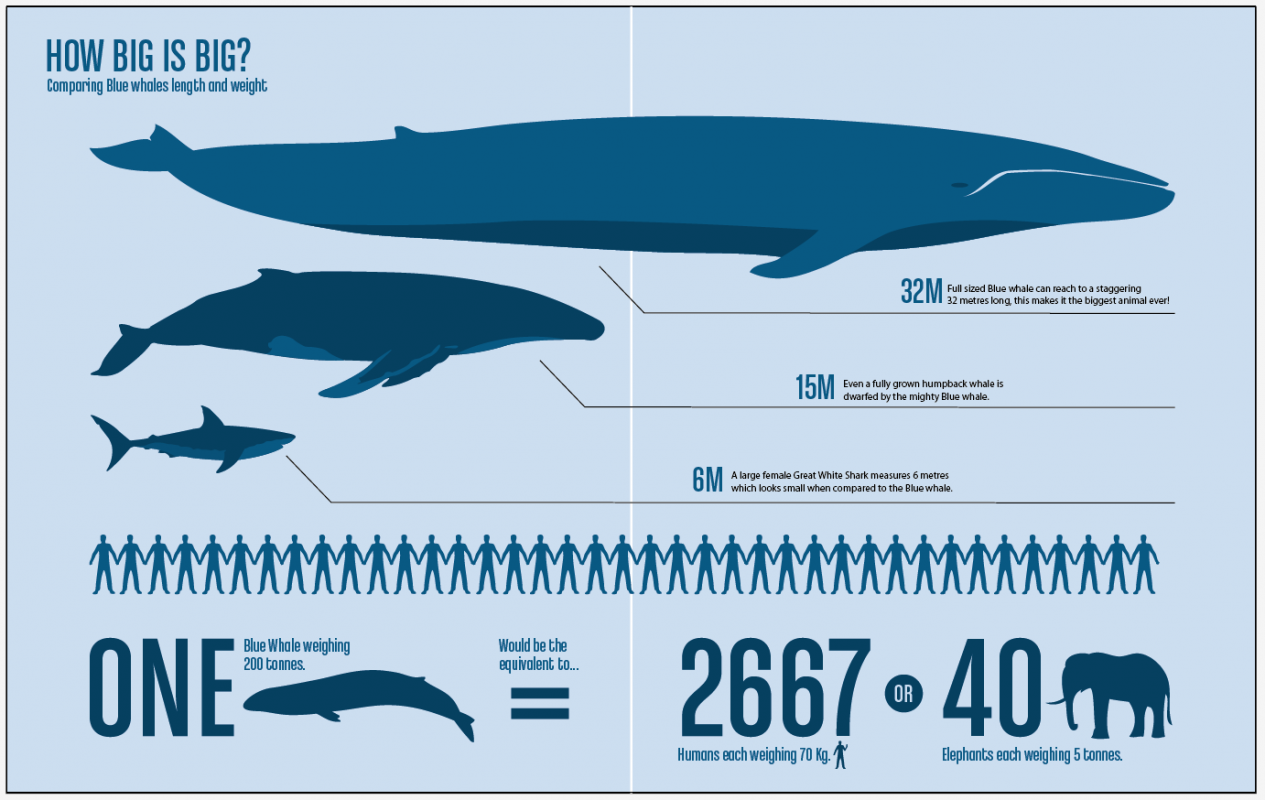 HOW BIG IS BIG?
Comparing Blue whales length and weight
32M
Full sized Blue whale can reach to a staggering
32 metres long, this makes it the biggest animal ever!
15M
Even a fully grown humpback whale is
dwarfed by the mighty Blue whale.
6M
A large female Great White Shark measures 6 metres
which looks small when compared to the Blue whale.
ONE
Blue Whale weighing
200 tonnes.
Would be the
equivalent to...
=
2667
Humans each weighing 70 Kg.
OR
40
Elephants each weighing 5 tonnes.